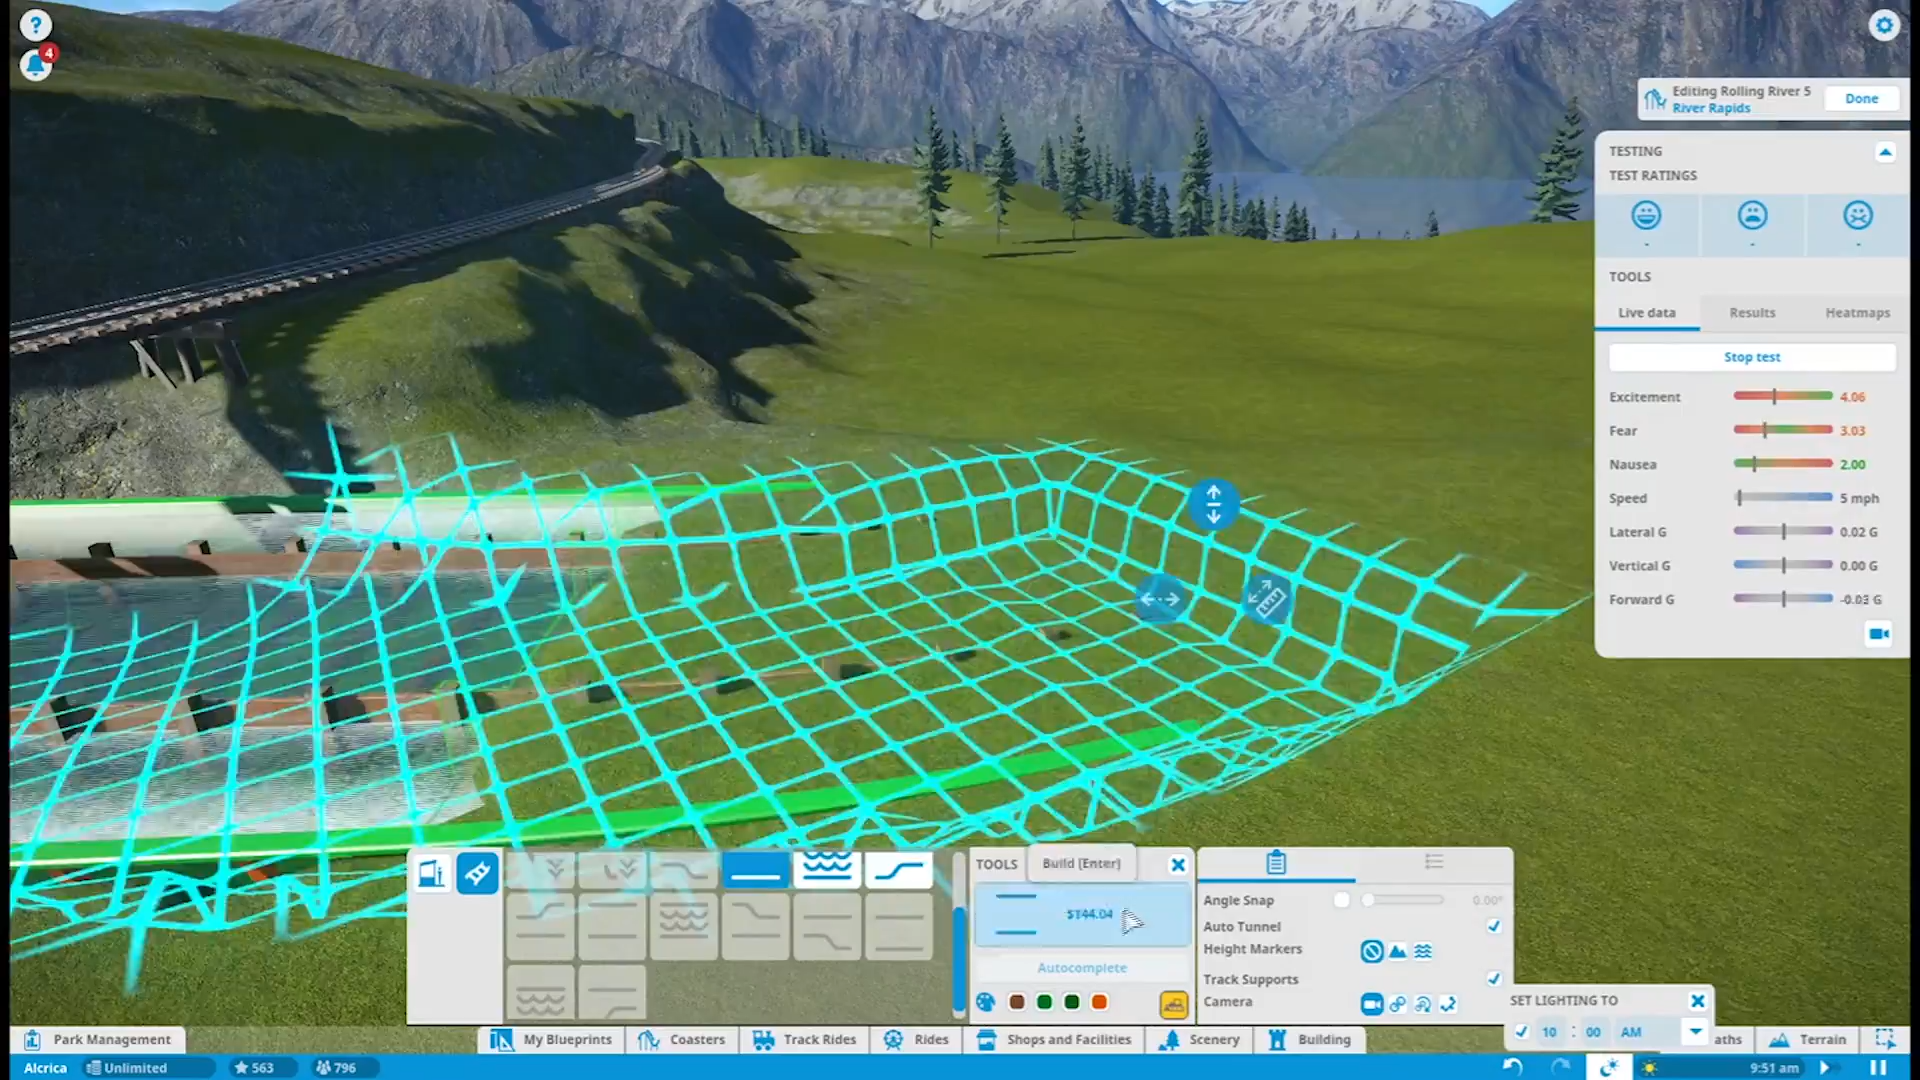 ?
4
Editing Rolling River 5
River Rapids
Done
TESTING
TEST RATINGS
- - -
TOOLS
Live data Results Heatmaps
Stop test
Excitement 4.06
Fear 3.03
Nausea 2.00
Speed 5 mph
Lateral G 0.02 G
Vertical G 0.00 G
Forward G -0.03 G
TOOLS
Build [Enter]
$144.04
Autocomplete
Angle Snap 0.00°
Auto Tunnel
Height Markers
Track Supports
Camera
SET LIGHTING TO
10 : 00 AM
Park Management
My Blueprints
Coasters
Track Rides
Rides
Shops and Facilities
Scenery
Building
aths
Terrain
Alcrica Unlimited 563 796
9:51 am